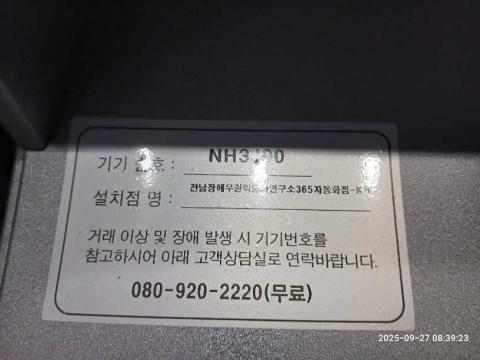 기기 번호 :
설치점 명 :
거래 이상 및 장애 발생 시 기기번호를
참고하시어 아래 고객상담실로 연락바랍니다.
080-920-2220(무료)
2025-09-27 08:39:23